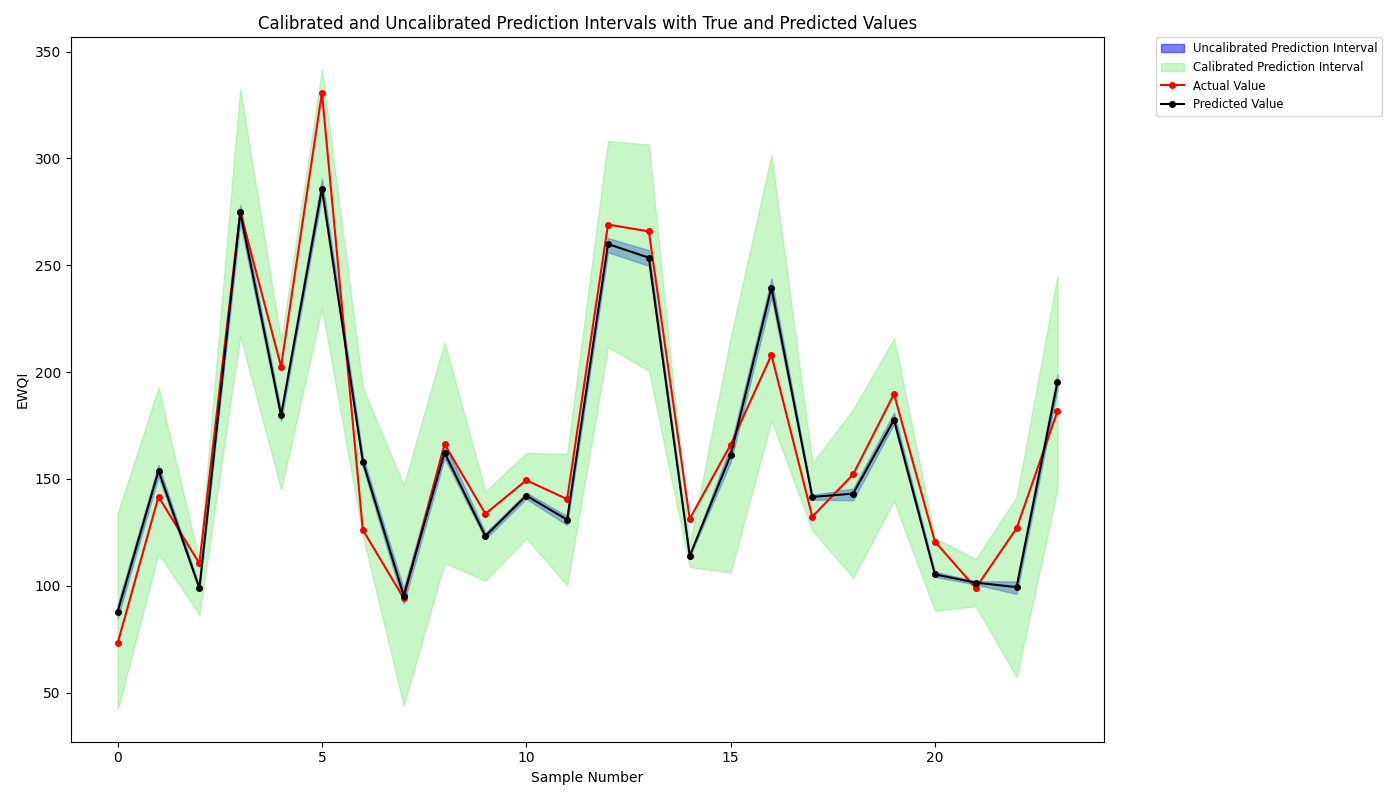 Calibrated and Uncalibrated Prediction Intervals with True and Predicted Values
Uncalibrated Prediction Interval
Calibrated Prediction Interval
Actual Value
Predicted Value
EWQI
350
300
250
200
150
100
50
0
5
10
15
20
Sample Number